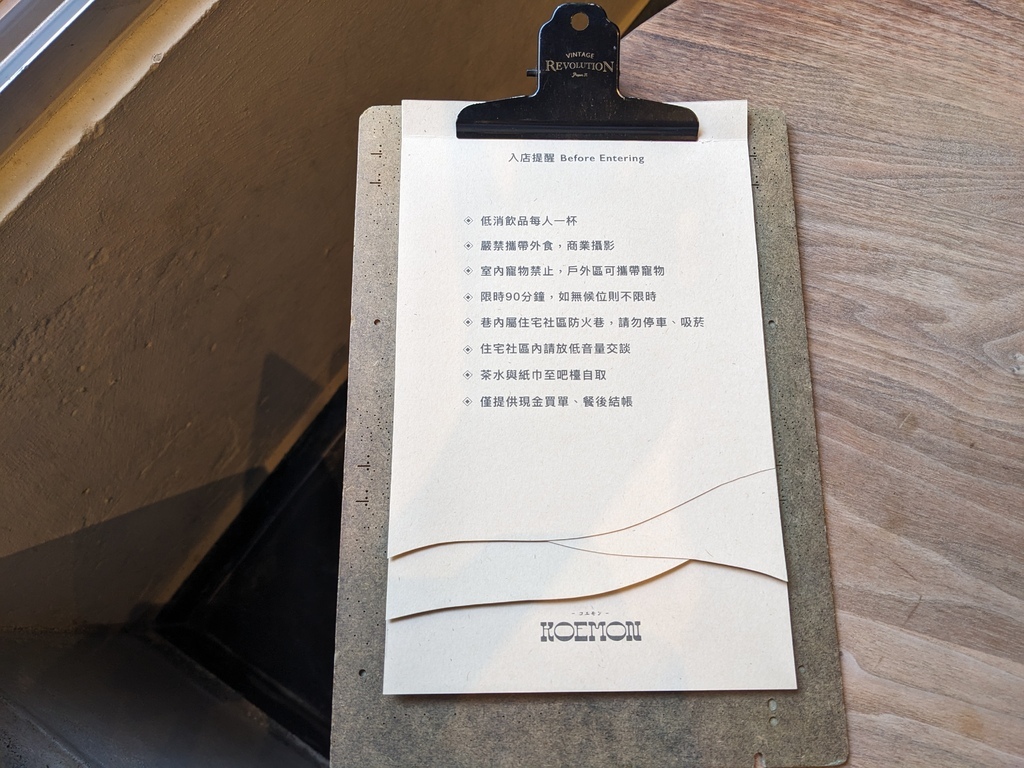 VINTAGE
REVOLUTION
入店提醒 Before Entering
低消飲品每人一杯
嚴禁攜帶外食，商業攝影
室內寵物禁止，戶外區可攜帶寵物
限時90分鐘，如無候位則不限時
巷內屬住宅社區防火巷，請勿停車、吸菸
住宅社區內請放低音量交談
茶水與紙巾至吧檯自取
僅提供現金買單、餐後結帳
－コエモン－
KOEMON